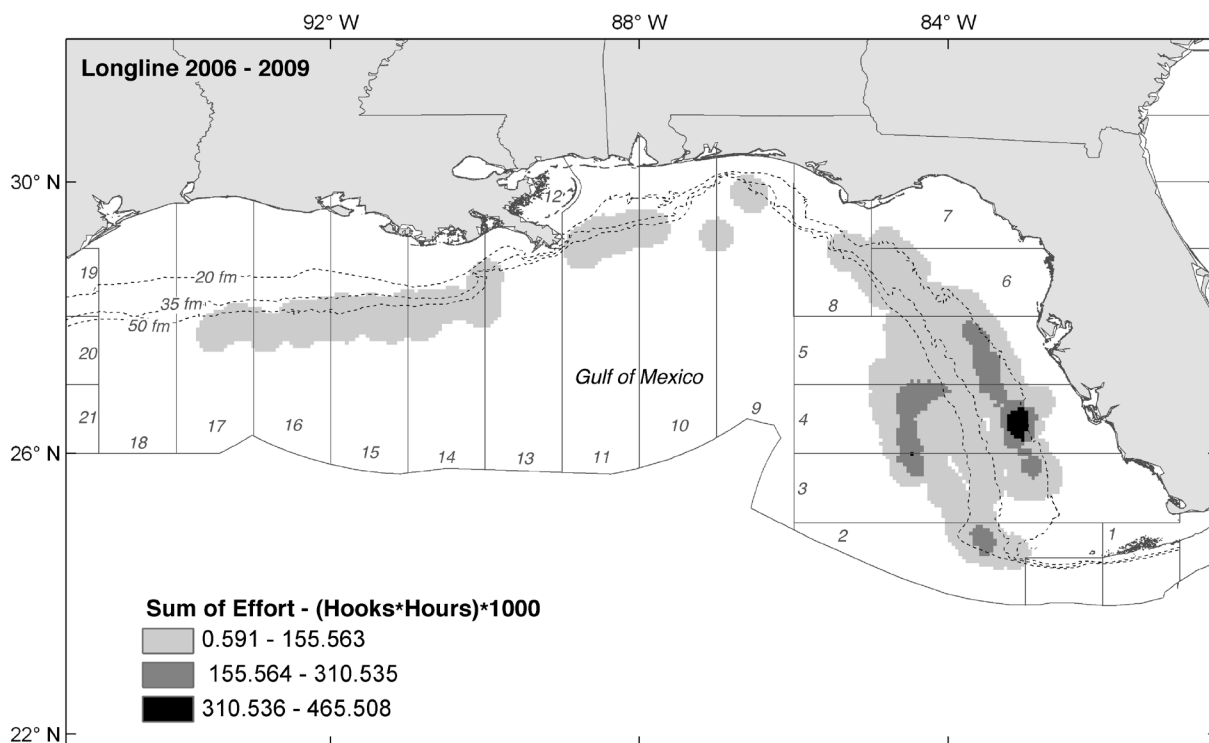 92° W 88° W 84° W
Longline 2006 - 2009
30° N
12
7
19
20 fm
6
35 fm
8
50 fm
20
5
Gulf of Mexico
21
17
16
9
4
10
18
15
14
13
11
26° N
3
2
1
Sum of Effort - (Hooks*Hours)*1000
0.591 - 155.563
155.564 - 310.535
310.536 - 465.508
22° N